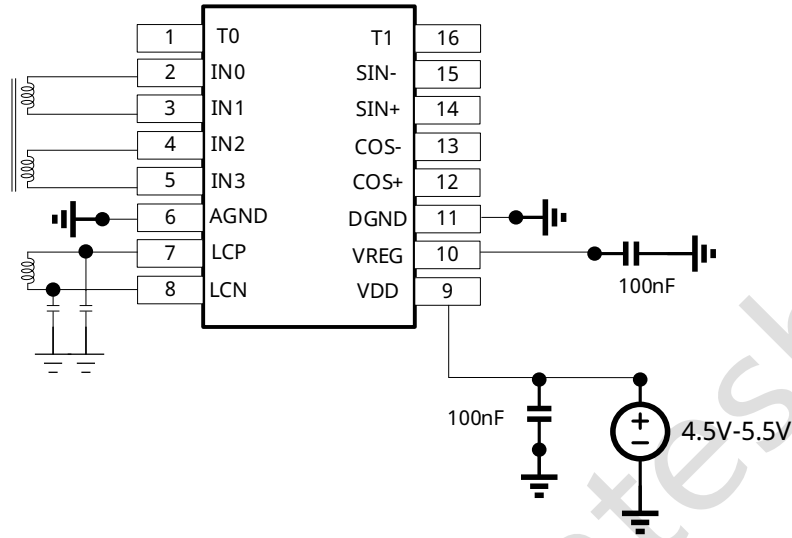 1 T0 T1 16
2 IN0 SIN- 15
3 IN1 SIN+ 14
4 IN2 COS- 13
5 IN3 COS+ 12
6 AGND DGND 11
7 LCP VREG 10
8 LCN VDD 9
100nF
100nF
4.5V-5.5V